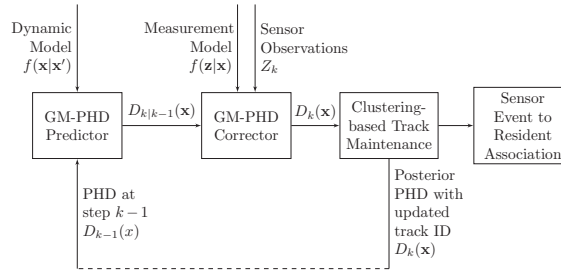 Dynamic
Model
f(x|x′)
Measurement
Model
f(z|x)
Sensor
Observations
Z_k
GM-PHD
Predictor
D_{k|k−1}(x)
GM-PHD
Corrector
D_k(x)
Clustering-
based Track
Maintenance
Sensor
Event to
Resident
Association
PHD at
step k − 1
D_{k−1}(x)
Posterior
PHD with
updated
track ID
D_k(x)